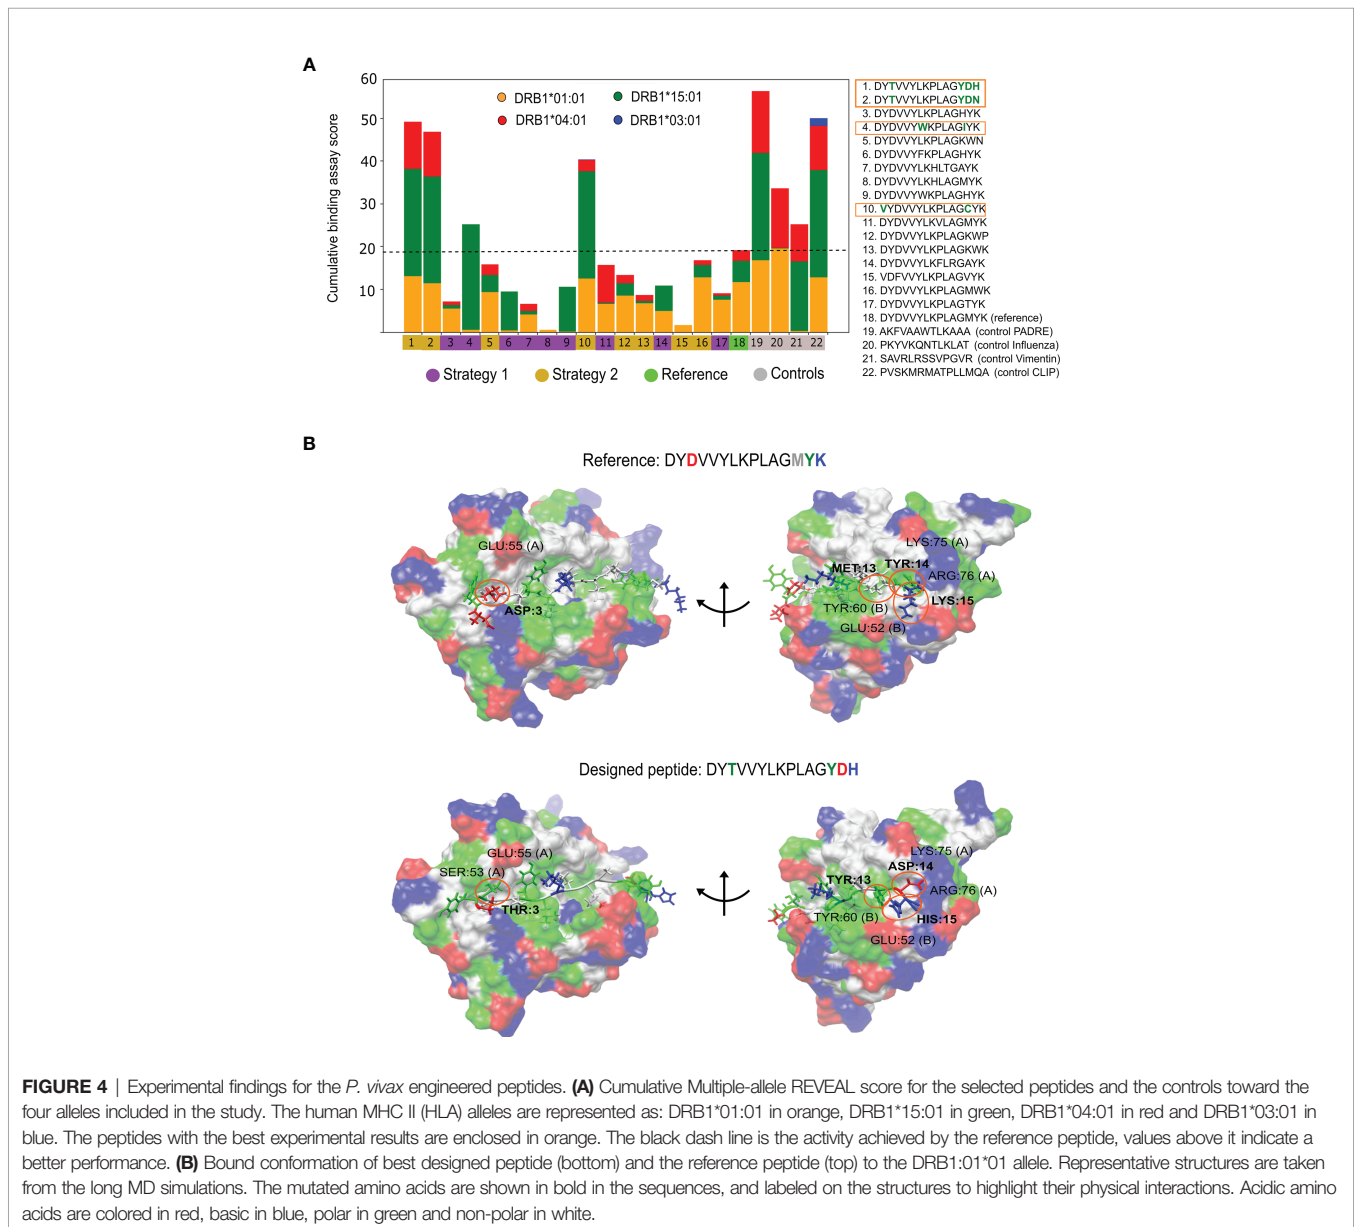 A
60
50
40
30
20
10
Cumulative binding assay score
DRB1*01:01
DRB1*15:01
DRB1*04:01
DRB1*03:01
1 2 3 4 5 6 7 8 9 10 11 12 13 14 15 16 17 18 19 20 21 22
Strategy 1
Strategy 2
Reference
Controls
1. DYTVVYLKPLAGYDH
2. DYTVVYLKPLAGYDN
3. DYDVVYLKPLAGHYK
4. DYDVVYWKPLAGIYK
5. DYDVVYLKPLAGKWN
6. DYDVVYFKPLAGHYK
7. DYDVVYLKHLTGAYK
8. DYDVVYLKHLAGMYK
9. DYDVVYWKPLAGHYK
10. VYDVVYLKPLAGCYK
11. DYDVVYLKVLAGMYK
12. DYDVVYLKPLAGKWP
13. DYDVVYLKPLAGKWK
14. DYDVVYLKFLRGAYK
15. VDFVVYLKPLAGVYK
16. DYDVVYLKPLAGMWK
17. DYDVVYLKPLAGTYK
18. DYDVVYLKPLAGMYK (reference)
19. AKFVAAWTLKAAA (control PADRE)
20. PKYVKQNTLKLAT (control Influenza)
21. SAVRLRSSVPGVR (control Vimentin)
22. PVSKMRMATPLLMQA (control CLIP)
B
Reference: DYDVVYLKPLAGMYK
GLU:55 (A)
ASP:3
LYS:75 (A)
MET:13
TYR:14
ARG:76 (A)
TYR:60 (B)
LYS:15
GLU:52 (B)
Designed peptide: DYTVVYLKPLAGYDH
GLU:55 (A)
SER:53 (A)
THR:3
LYS:75 (A)
ASP:14
TYR:13
ARG:76 (A)
TYR:60 (B)
HIS:15
GLU:52 (B)
FIGURE 4 | Experimental findings for the P. vivax engineered peptides. (A) Cumulative Multiple-allele REVEAL score for the selected peptides and the controls toward the
four alleles included in the study. The human MHC II (HLA) alleles are represented as: DRB1*01:01 in orange, DRB1*15:01 in green, DRB1*04:01 in red and DRB1*03:01 in
blue. The peptides with the best experimental results are enclosed in orange. The black dash line is the activity achieved by the reference peptide, values above it indicate a
better performance. (B) Bound conformation of best designed peptide (bottom) and the reference peptide (top) to the DRB1:01*01 allele. Representative structures are taken
from the long MD simulations. The mutated amino acids are shown in bold in the sequences, and labeled on the structures to highlight their physical interactions. Acidic amino
acids are colored in red, basic in blue, polar in green and non-polar in white.